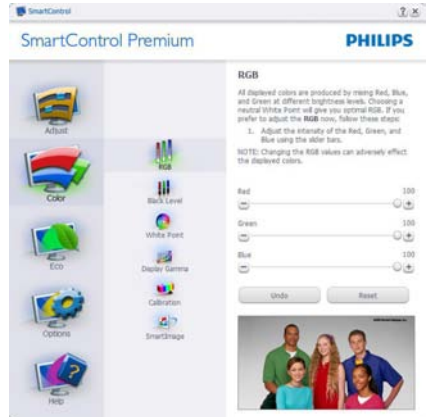 SmartControl
SmartControl Premium
PHILIPS
Adjust
Color
Eco
Options
Help
RGB
Black Level
White Point
Display Gamma
Calibration
SmartImage
RGB
All displayed colors are produced by mixing Red, Blue,
and Green at different brightness levels. Choosing a
neutral White Point will give you optimal RGB. If you
prefer to adjust the RGB now, follow these steps:
1. Adjust the intensity of the Red, Green, and
Blue using the slider bars.
NOTE: Changing the RGB values can adversely effect
the displayed colors.
Red 100
Green 100
Blue 100
Undo Reset